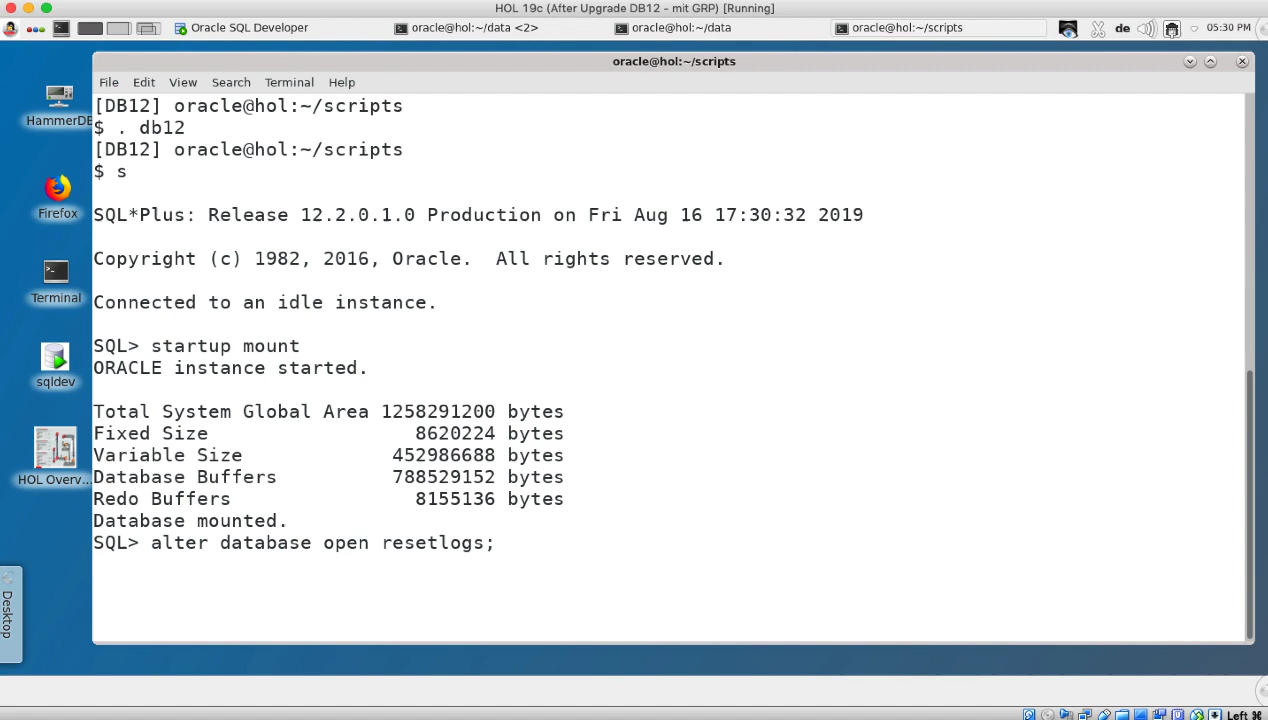 HOL 19c (After Upgrade DB12 - mit GRP) [Running]
Oracle SQL Developer
oracle@hol:~/data <2>
oracle@hol:~/data
oracle@hol:~/scripts
de
05:30 PM
oracle@hol:~/scripts
File Edit View Search Terminal Help
HammerDB
Firefox
Terminal
sqldev
HOL Overv...
Desktop
[DB12] oracle@hol:~/scripts
$ . db12
[DB12] oracle@hol:~/scripts
$ s
SQL*Plus: Release 12.2.0.1.0 Production on Fri Aug 16 17:30:32 2019
Copyright (c) 1982, 2016, Oracle.  All rights reserved.
Connected to an idle instance.
SQL> startup mount
ORACLE instance started.
Total System Global Area 1258291200 bytes
Fixed Size                  8620224 bytes
Variable Size             452986688 bytes
Database Buffers          788529152 bytes
Redo Buffers                8155136 bytes
Database mounted.
SQL> alter database open resetlogs;
Left ⌘